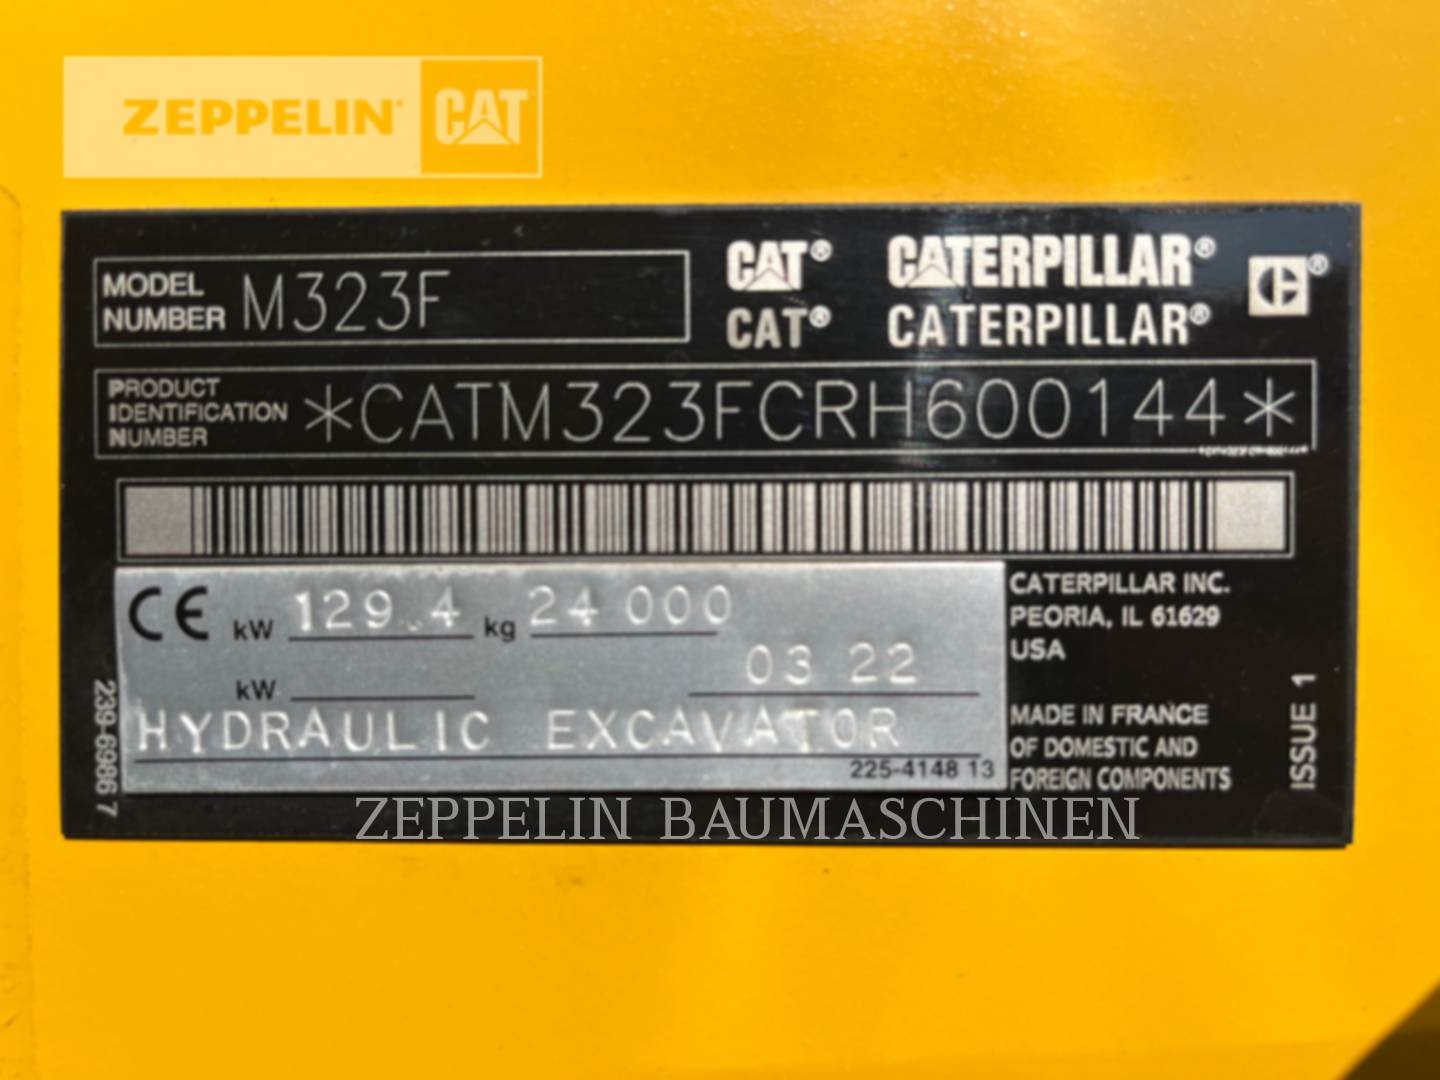 ZEPPELIN CAT
MODEL NUMBER M323F
CAT® CATERPILLAR®
CAT® CATERPILLAR®
PRODUCT IDENTIFICATION NUMBER *CATM323FCRH600144*
CE kW 129.4 kg 24 000
kW 03 22
HYDRAULIC EXCAVATOR
225-4148 13
CATERPILLAR INC.
PEORIA, IL 61629
USA
MADE IN FRANCE
OF DOMESTIC AND
FOREIGN COMPONENTS
ISSUE 1
239-6986 7
ZEPPELIN BAUMASCHINEN